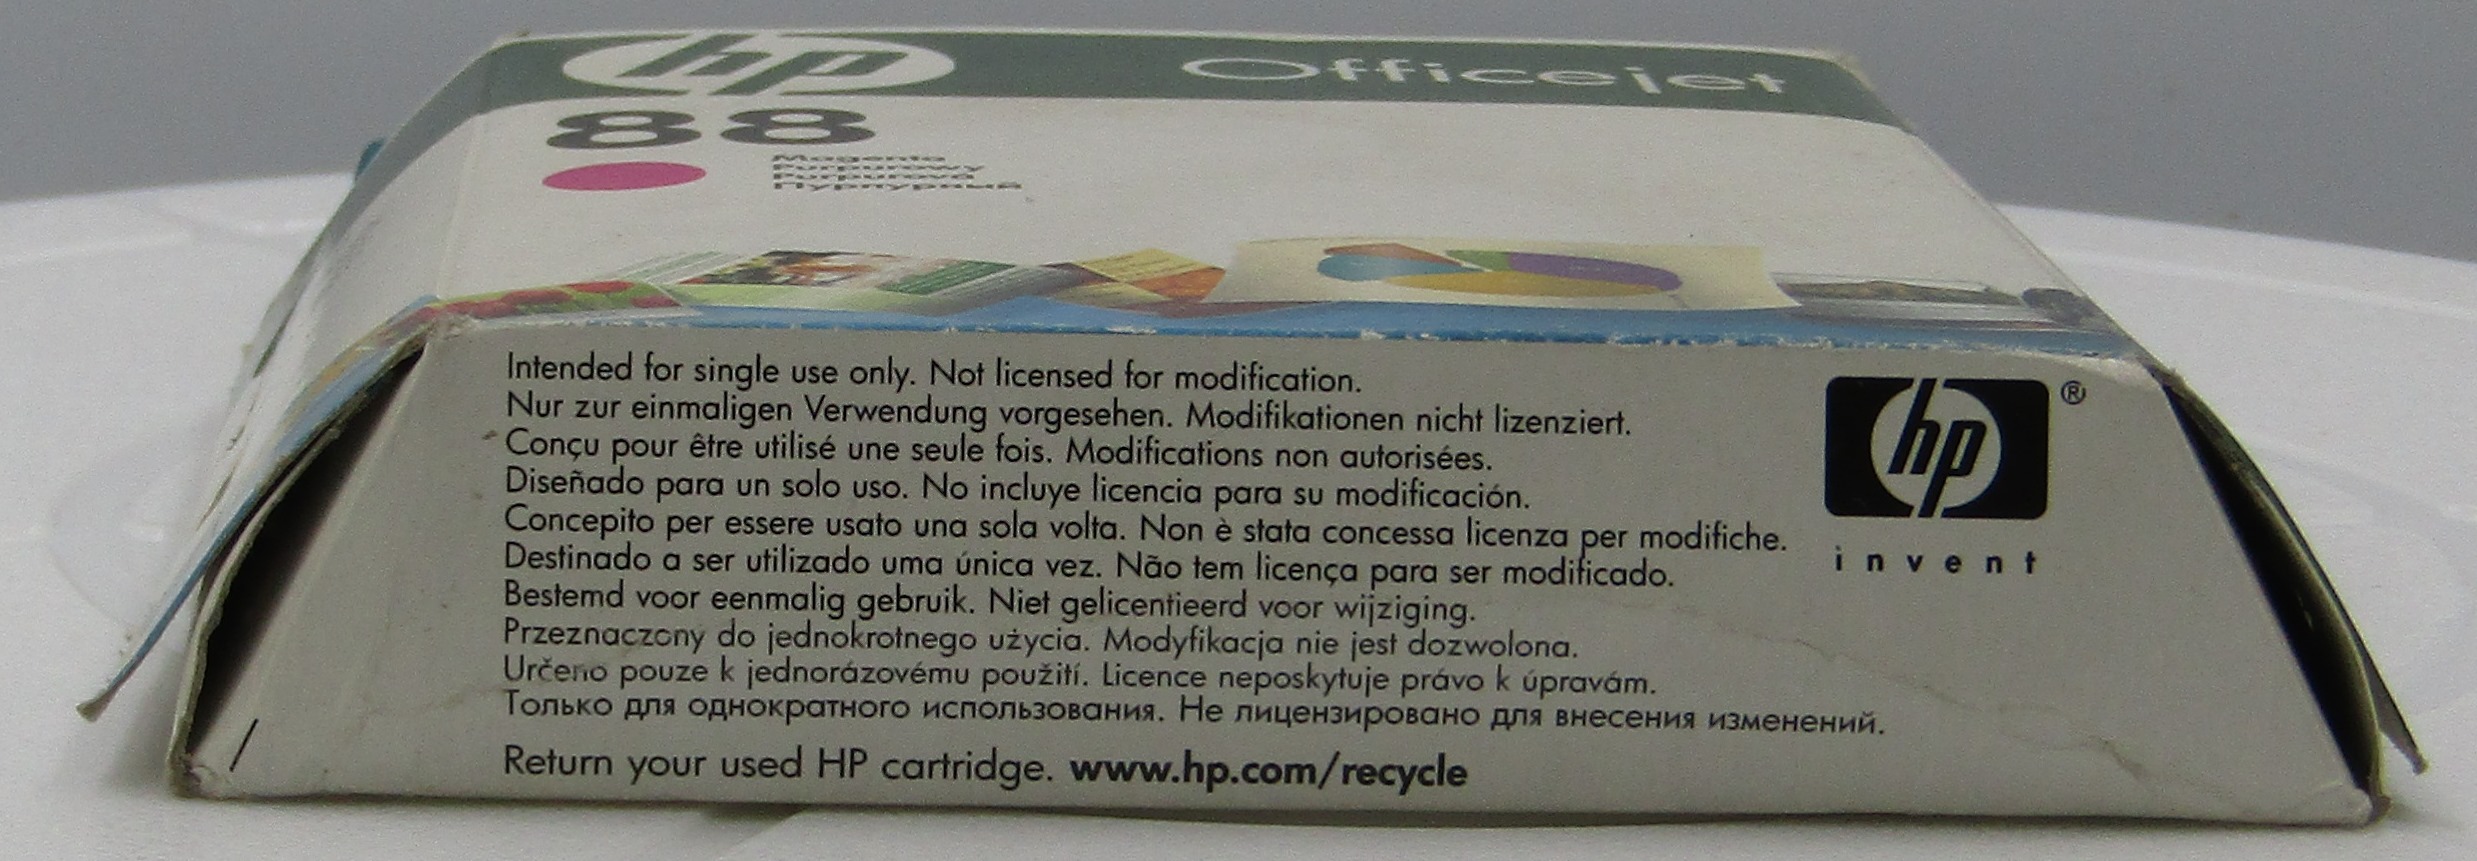 hp
Officejet
88
Magenta
Purpurowy
Purpurová
Пурпурный
Intended for single use only. Not licensed for modification.
Nur zur einmaligen Verwendung vorgesehen. Modifikationen nicht lizenziert.
Conçu pour être utilisé une seule fois. Modifications non autorisées.
Diseñado para un solo uso. No incluye licencia para su modificación.
Concepito per essere usato una sola volta. Non è stata concessa licenza per modifiche.
Destinado a ser utilizado uma única vez. Não tem licença para ser modificado.
Bestemd voor eenmalig gebruik. Niet gelicentieerd voor wijziging.
Przeznaczony do jednokrotnego użycia. Modyfikacja nie jest dozwolona.
Určeno pouze k jednorázovému použití. Licence neposkytuje právo k úpravám.
Только для однократного использования. Не лицензировано для внесения изменений.
Return your used HP cartridge. www.hp.com/recycle
hp ®
invent